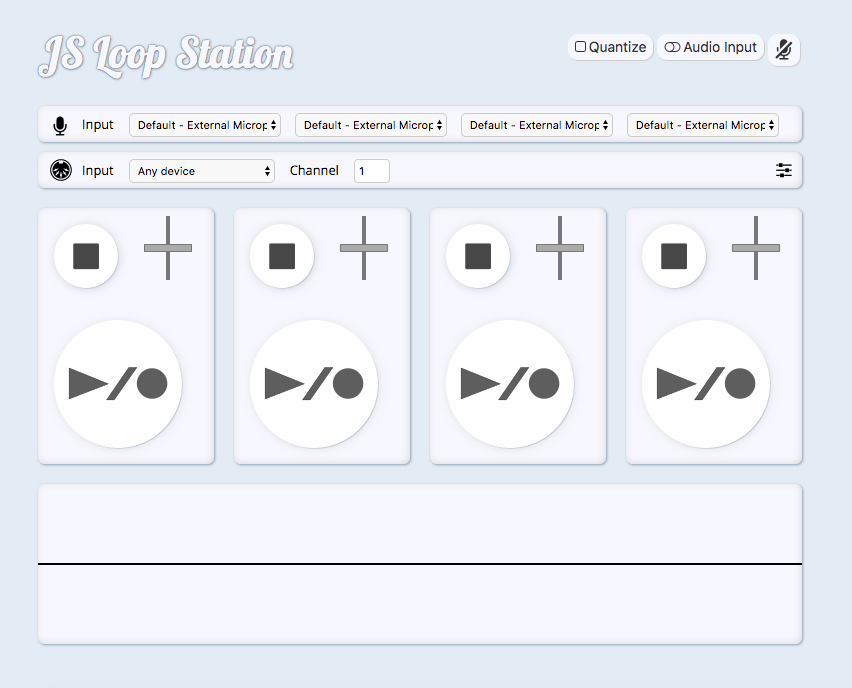 JS Loop Station
Quantize Audio Input
Input Default - External Microp Default - External Microp Default - External Microp Default - External Microp
Input Any device Channel 1